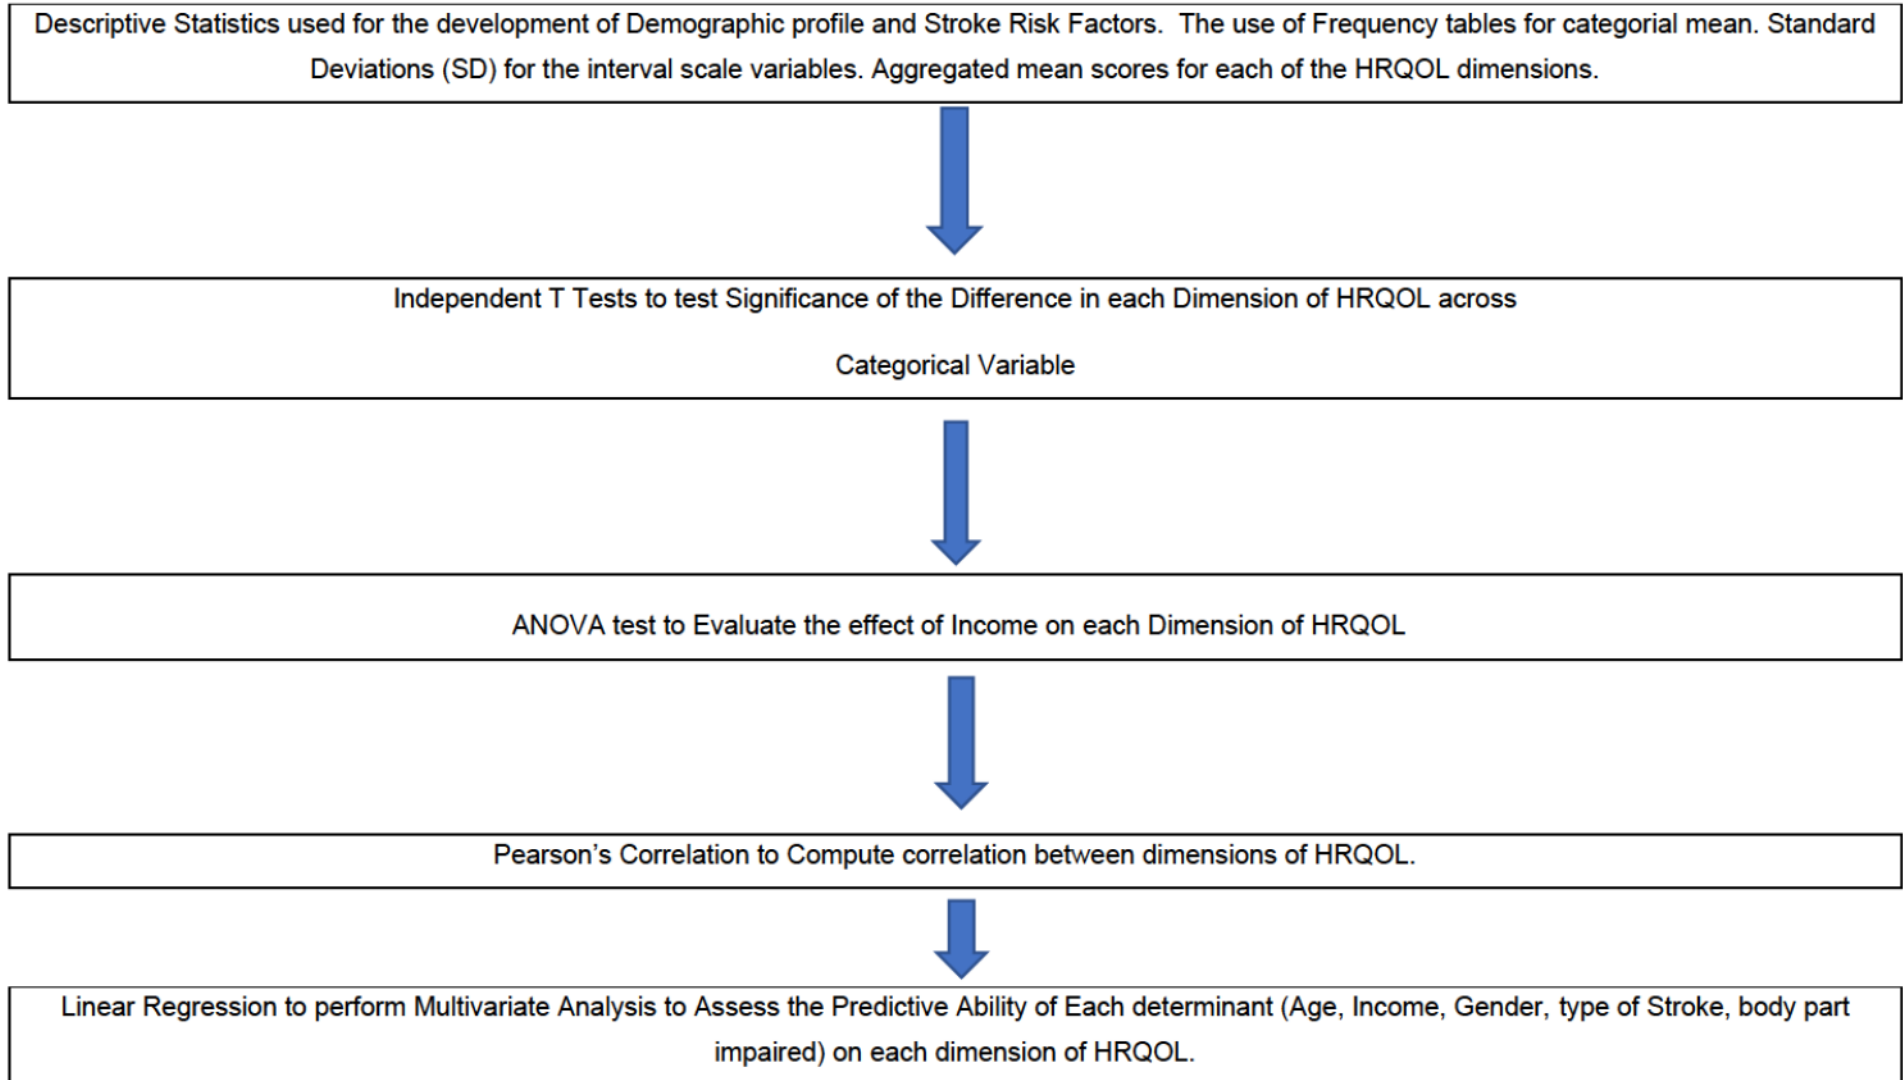 Descriptive Statistics used for the development of Demographic profile and Stroke Risk Factors.  The use of Frequency tables for categorial mean. Standard
Deviations (SD) for the interval scale variables. Aggregated mean scores for each of the HRQOL dimensions.
Independent T Tests to test Significance of the Difference in each Dimension of HRQOL across
Categorical Variable
ANOVA test to Evaluate the effect of Income on each Dimension of HRQOL
Pearson’s Correlation to Compute correlation between dimensions of HRQOL.
Linear Regression to perform Multivariate Analysis to Assess the Predictive Ability of Each determinant (Age, Income, Gender, type of Stroke, body part
impaired) on each dimension of HRQOL.